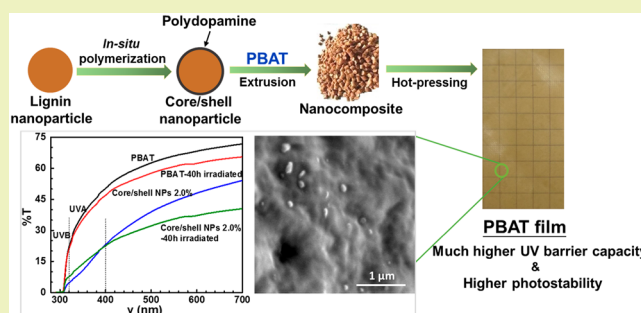 Polydopamine
In-situ
polymerization
PBAT
Extrusion
Hot-pressing
Lignin
nanoparticle
Core/shell
nanoparticle
Nanocomposite
75
60
45
30
15
0
%T
PBAT
PBAT-40h irradiated
Core/shell NPs 2.0%
Core/shell NPs 2.0%
-40h irradiated
UVA
UVB
300
400
500
600
700
ν (nm)
1 μm
PBAT film
Much higher UV barrier capacity
&
Higher photostability